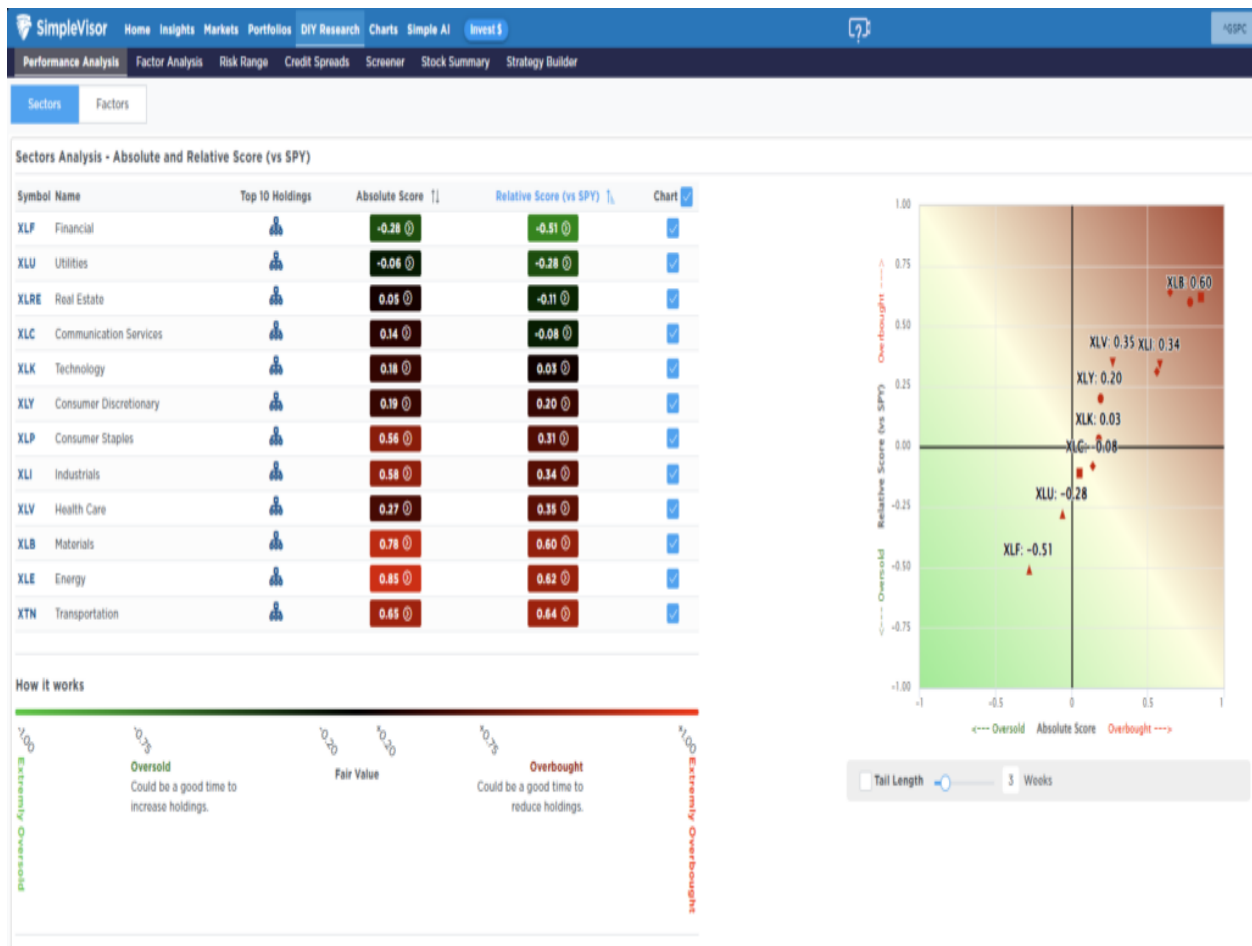 SimpleVisor Home Insights Markets Portfolios DIY Research Charts Simple AI Invest $ ^GSPC
Performance Analysis Factor Analysis Risk Range Credit Spreads Screener Stock Summary Strategy Builder
Sectors Factors
Sectors Analysis - Absolute and Relative Score (vs SPY)
Symbol Name Top 10 Holdings Absolute Score Relative Score (vs SPY) Chart
XLF Financial -0.28 -0.51
XLU Utilities -0.06 -0.28
XLRE Real Estate 0.05 -0.11
XLC Communication Services 0.14 -0.08
XLK Technology 0.18 0.03
XLY Consumer Discretionary 0.19 0.20
XLP Consumer Staples 0.56 0.31
XLI Industrials 0.58 0.34
XLV Health Care 0.27 0.35
XLB Materials 0.78 0.60
XLE Energy 0.85 0.62
XTN Transportation 0.65 0.64
How it works
-1.00 -0.75 -0.20 +0.20 +0.75 +1.00
Extremely Oversold
Oversold
Could be a good time to
increase holdings.
Fair Value
Overbought
Could be a good time to
reduce holdings.
Extremely Overbought
<--- Oversold Relative Score (vs SPY) Overbought --->
1.00
0.75
0.50
0.25
0.00
-0.25
-0.50
-0.75
-1.00
XLB: 0.60
XLV: 0.35 XLI: 0.34
XLY: 0.20
XLK: 0.03
XLC: -0.08
XLU: -0.28
XLF: -0.51
-1 -0.5 0 0.5 1
<--- Oversold Absolute Score Overbought --->
Tail Length 3 Weeks